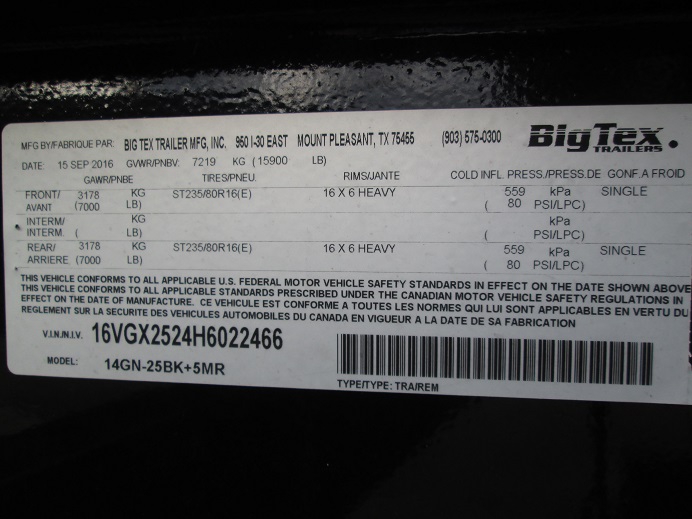 MFG BY/FABRIQUE PAR: BIG TEX TRAILER MFG, INC. 950 I-30 EAST MOUNT PLEASANT, TX 75455 (903) 575-0300 BigTex.
TRAILERS
DATE: 15 SEP 2016 GVWR/PNBV: 7219 KG (15900 LB)
GAWR/PNBE TIRES/PNEU. RIMS/JANTE COLD INFL. PRESS./PRESS.DE GONF.A FROID
FRONT/ 3178 KG ST235/80R16(E) 16 X 6 HEAVY 559 kPa SINGLE
AVANT (7000 LB) ( 80 PSI/LPC)
INTERM/ KG kPa
INTERM. ( LB) ( PSI/LPC)
REAR/ 3178 KG ST235/80R16(E) 16 X 6 HEAVY 559 kPa SINGLE
ARRIERE (7000 LB) ( 80 PSI/LPC)
THIS VEHICLE CONFORMS TO ALL APPLICABLE U.S. FEDERAL MOTOR VEHICLE SAFETY STANDARDS IN EFFECT ON THE DATE SHOWN ABOVE
THIS VEHICLE CONFORMS TO ALL APPLICABLE STANDARDS PRESCRIBED UNDER THE CANADIAN MOTOR VEHICLE SAFETY REGULATIONS IN
EFFECT ON THE DATE OF MANUFACTURE. CE VEHICULE EST CONFORME A TOUTES LES NORMES QUI LUI SONT APPLICABLES EN VERTU DU
REGLEMENT SUR LA SECURITE DES VEHICULES AUTOMOBILES DU CANADA EN VIGUEUR A LA DATE DE SA FABRICATION
V.I.N./N.I.V. 16VGX2524H6022466
MODEL: 14GN-25BK+5MR
TYPE/TYPE: TRA/REM